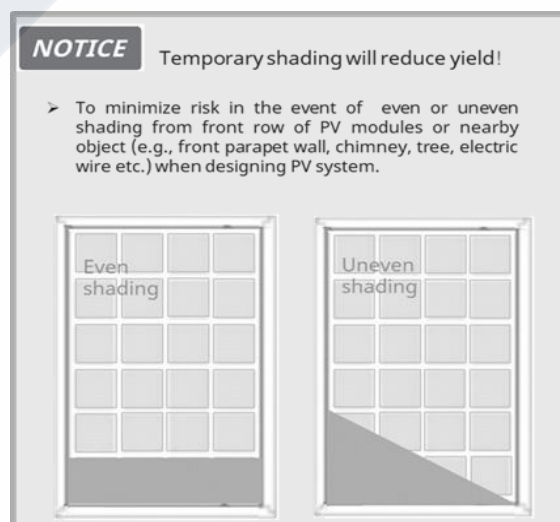 NOTICE
Temporary shading will reduce yield!
➢ To minimize risk in the event of even or uneven
shading from front row of PV modules or nearby
object (e.g., front parapet wall, chimney, tree, electric
wire etc.) when designing PV system.
Even
shading
Uneven
shading